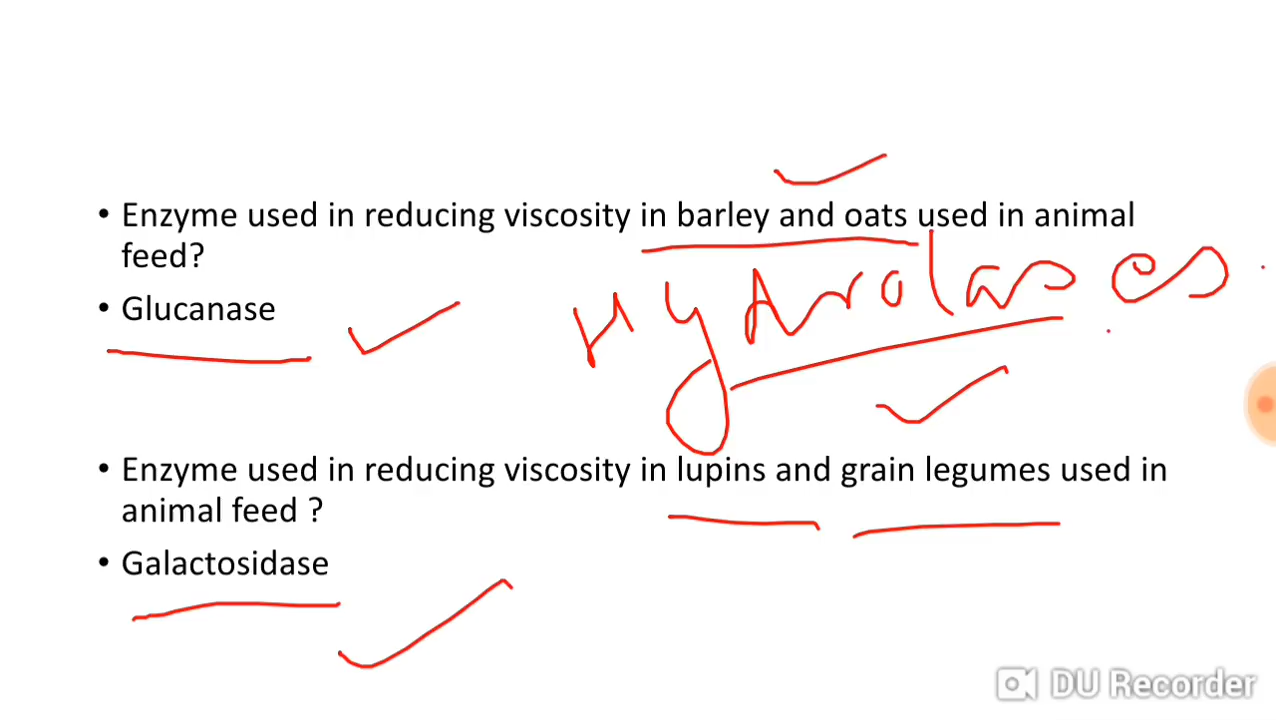 • Enzyme used in reducing viscosity in barley and oats used in animal
feed?
• Glucanase
Hydrolases
• Enzyme used in reducing viscosity in lupins and grain legumes used in
animal feed ?
• Galactosidase
DU Recorder